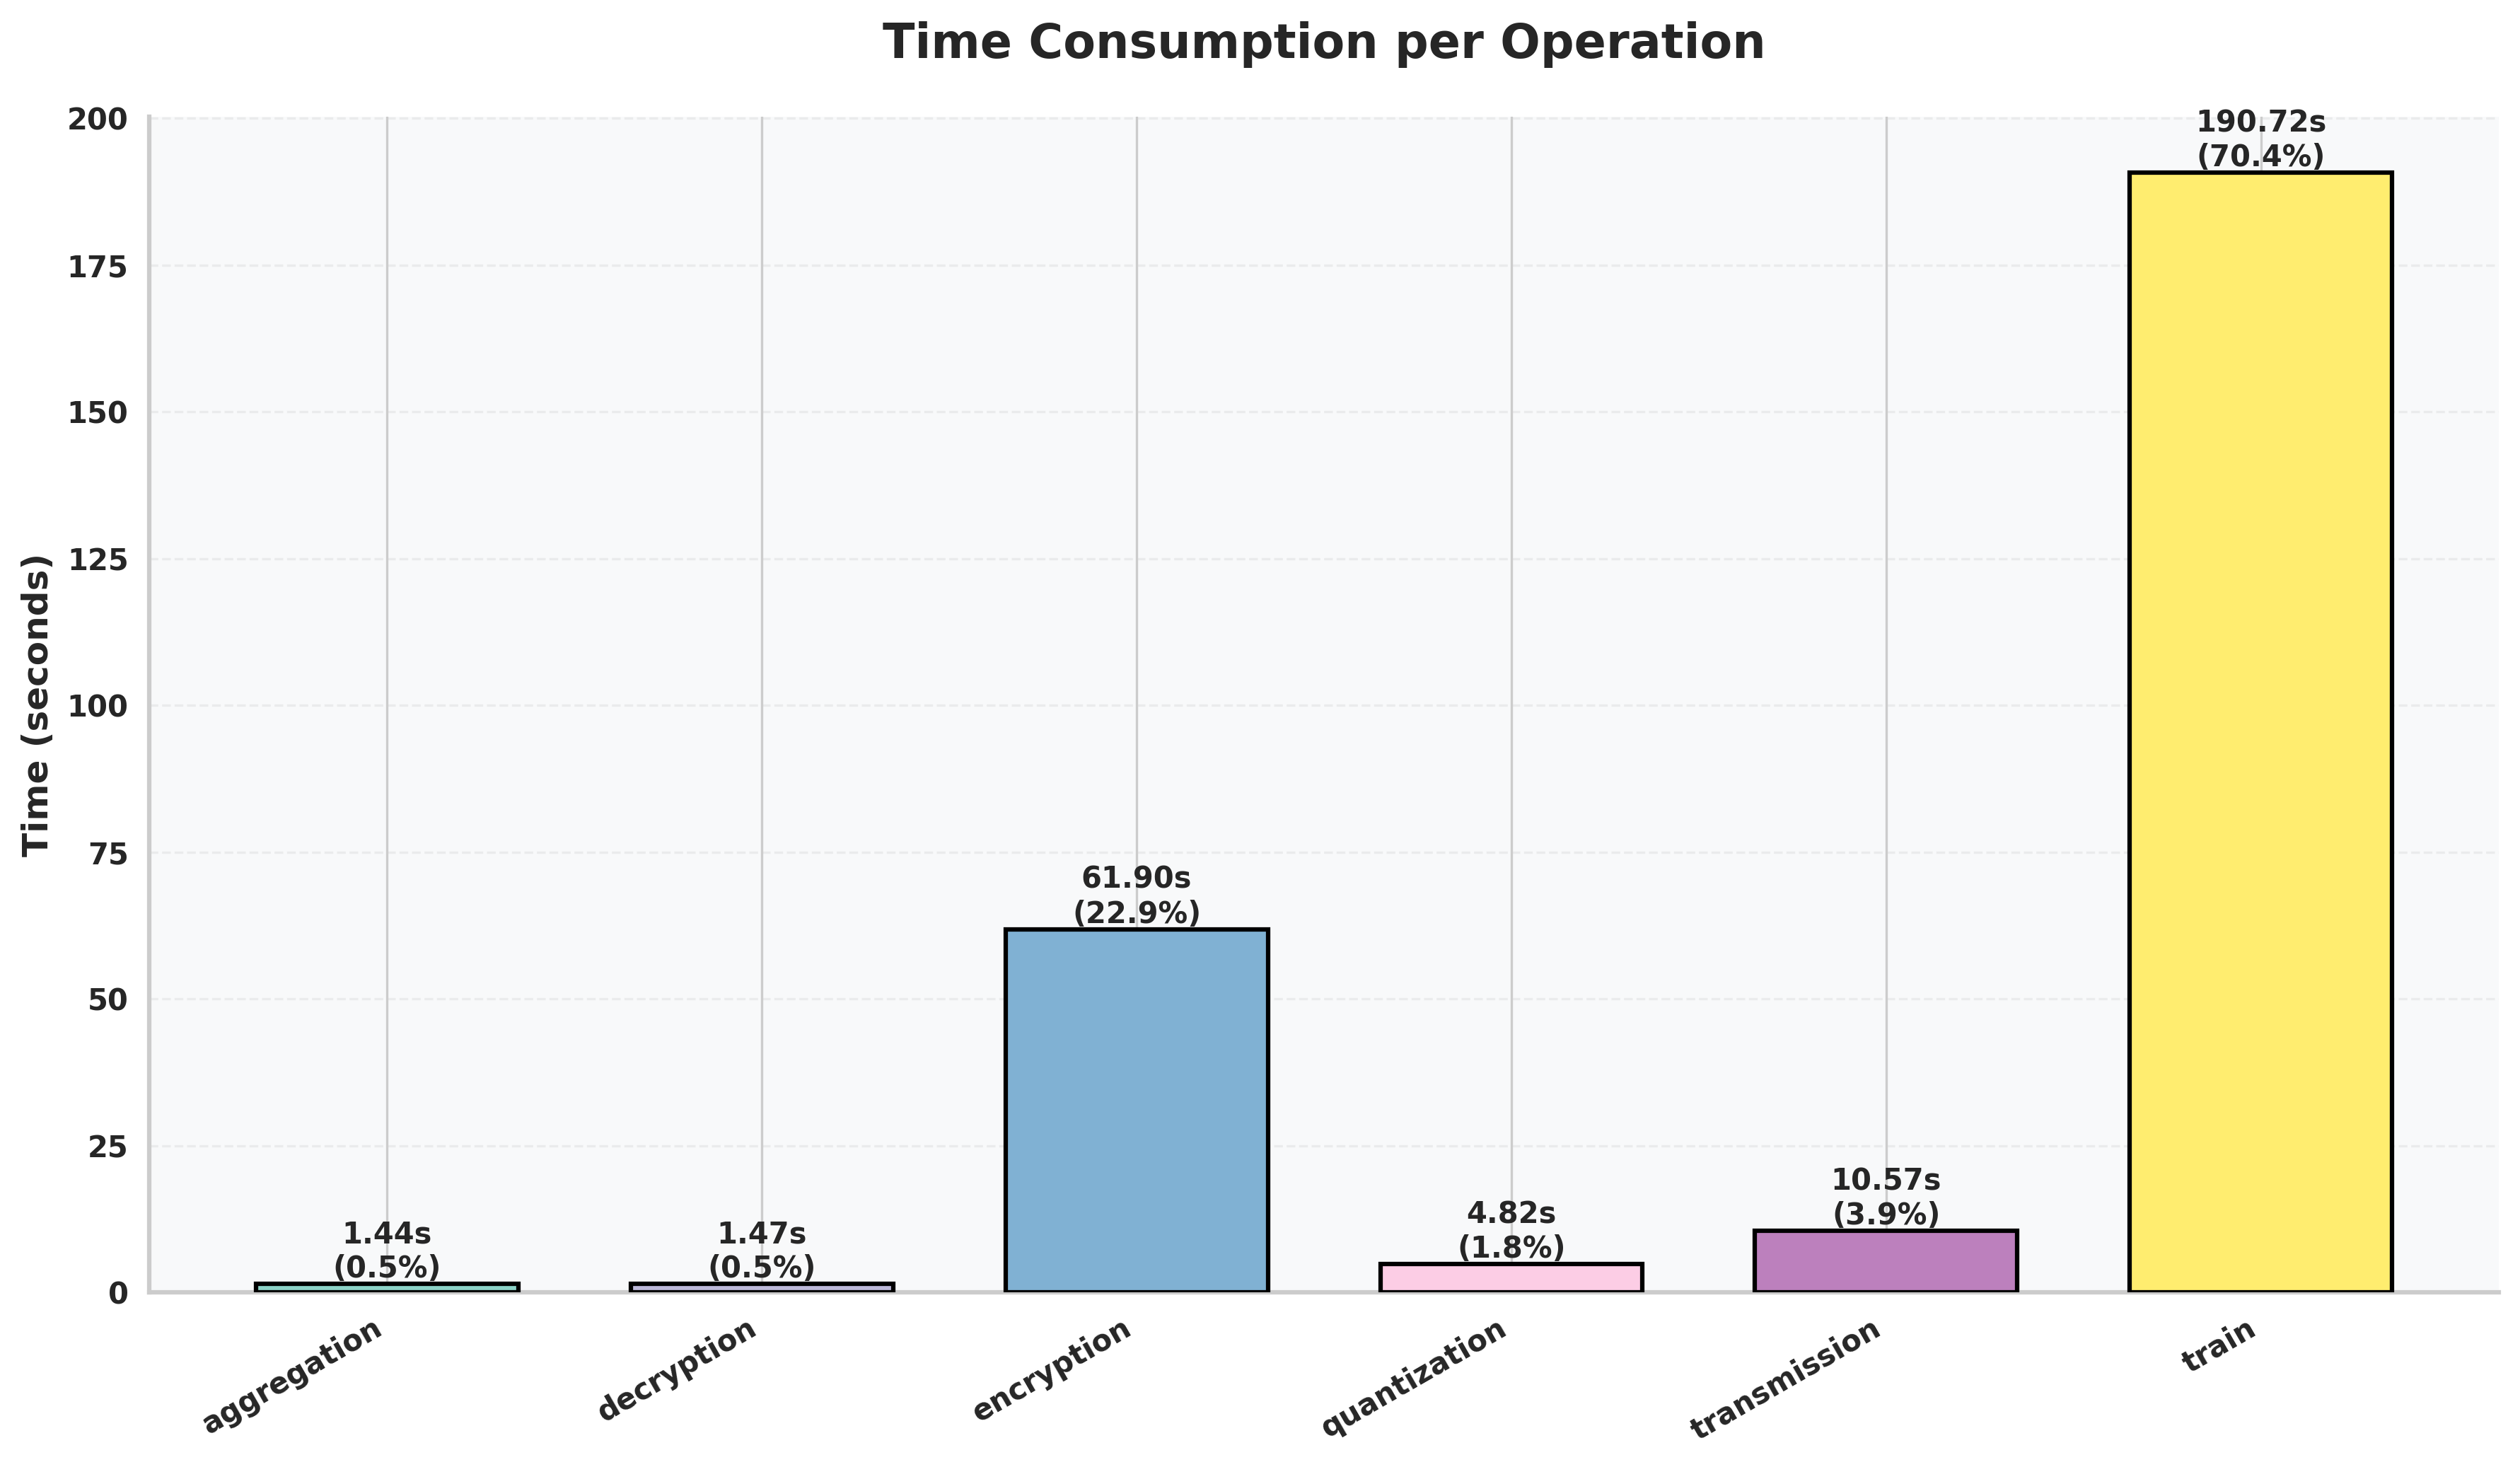 Time Consumption per Operation
Time (seconds)
200
175
150
125
100
75
50
25
0
1.44s
(0.5%)
1.47s
(0.5%)
61.90s
(22.9%)
4.82s
(1.8%)
10.57s
(3.9%)
190.72s
(70.4%)
aggregation
decryption
encryption
quantization
transmission
train